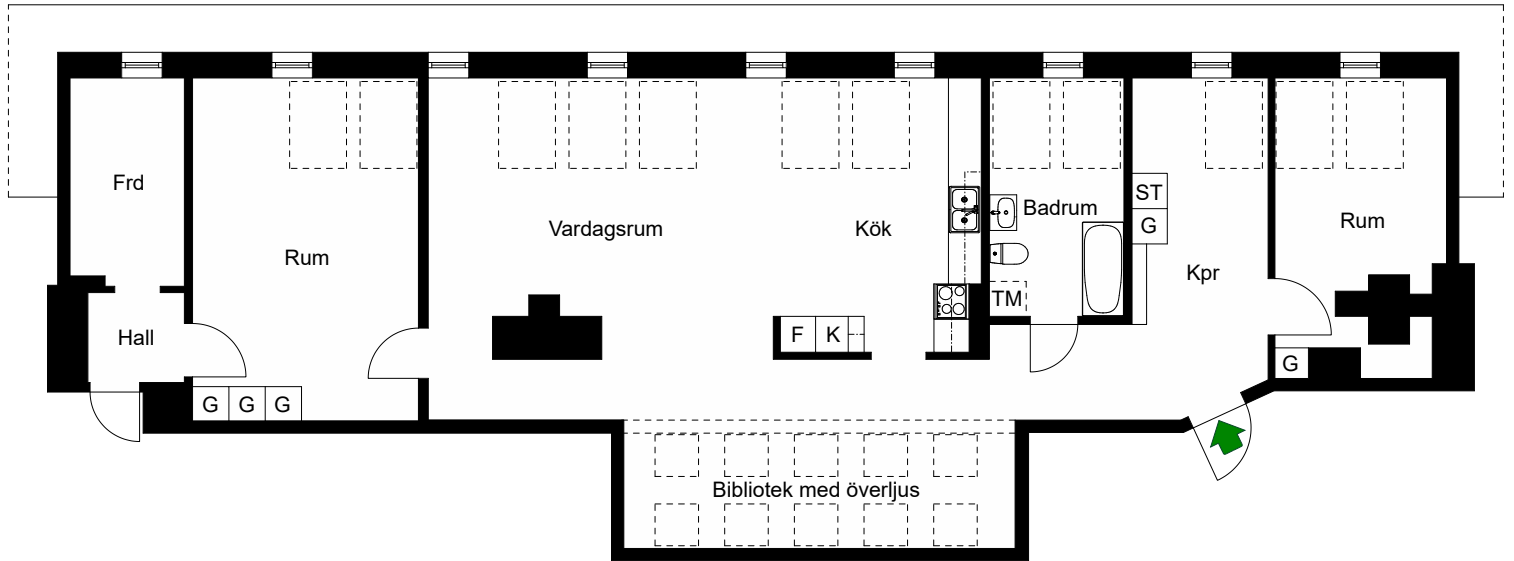 Frd
Rum
Vardagsrum
Kök
Badrum
ST
G
Kpr
Rum
TM
Hall
F K
G
G G G
Bibliotek med överljus